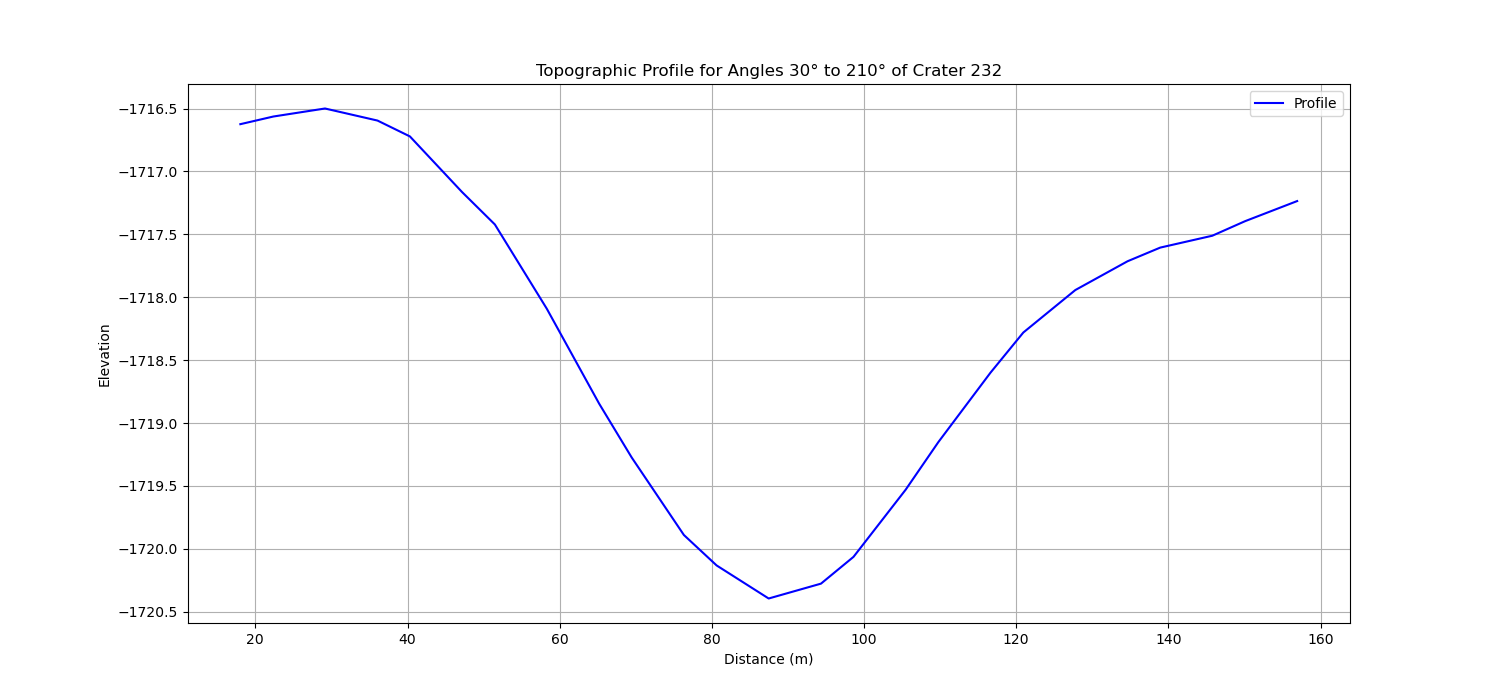 Topographic Profile for Angles 30° to 210° of Crater 232
Profile
−1716.5
−1717.0
−1717.5
−1718.0
−1718.5
−1719.0
−1719.5
−1720.0
−1720.5
Elevation
20 40 60 80 100 120 140 160
Distance (m)